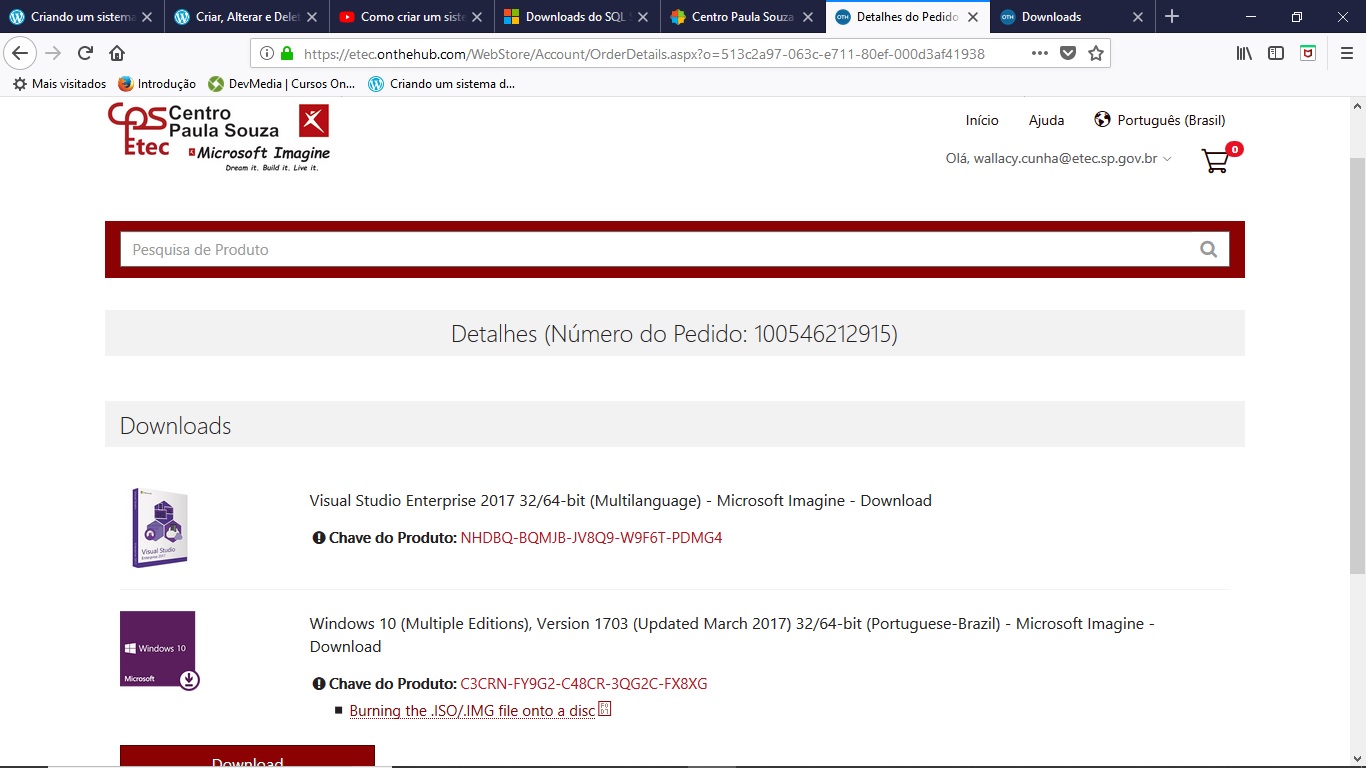 Criando um sistema
Criar, Alterar e Delet
Como criar um siste
Downloads do SQL S
Centro Paula Souza
Detalhes do Pedido
Downloads
https://etec.onthehub.com/WebStore/Account/OrderDetails.aspx?o=513c2a97-063c-e711-80ef-000d3af41938
Mais visitados
Introdução
DevMedia | Cursos On...
Criando um sistema d...
CPS Centro
Paula Souza
Etec
Microsoft Imagine
Dream it. Build it. Live it.
Início
Ajuda
Português (Brasil)
Olá, wallacy.cunha@etec.sp.gov.br
0
Pesquisa de Produto
Detalhes (Número do Pedido: 100546212915)
Downloads
Visual Studio
Visual Studio Enterprise 2017 32/64-bit (Multilanguage) - Microsoft Imagine - Download
Chave do Produto: NHDBQ-BQMJB-JV8Q9-W9F6T-PDMG4
Windows 10
Microsoft
Windows 10 (Multiple Editions), Version 1703 (Updated March 2017) 32/64-bit (Portuguese-Brazil) - Microsoft Imagine -
Download
Chave do Produto: C3CRN-FY9G2-C48CR-3QG2C-FX8XG
Burning the .ISO/.IMG file onto a disc
Download